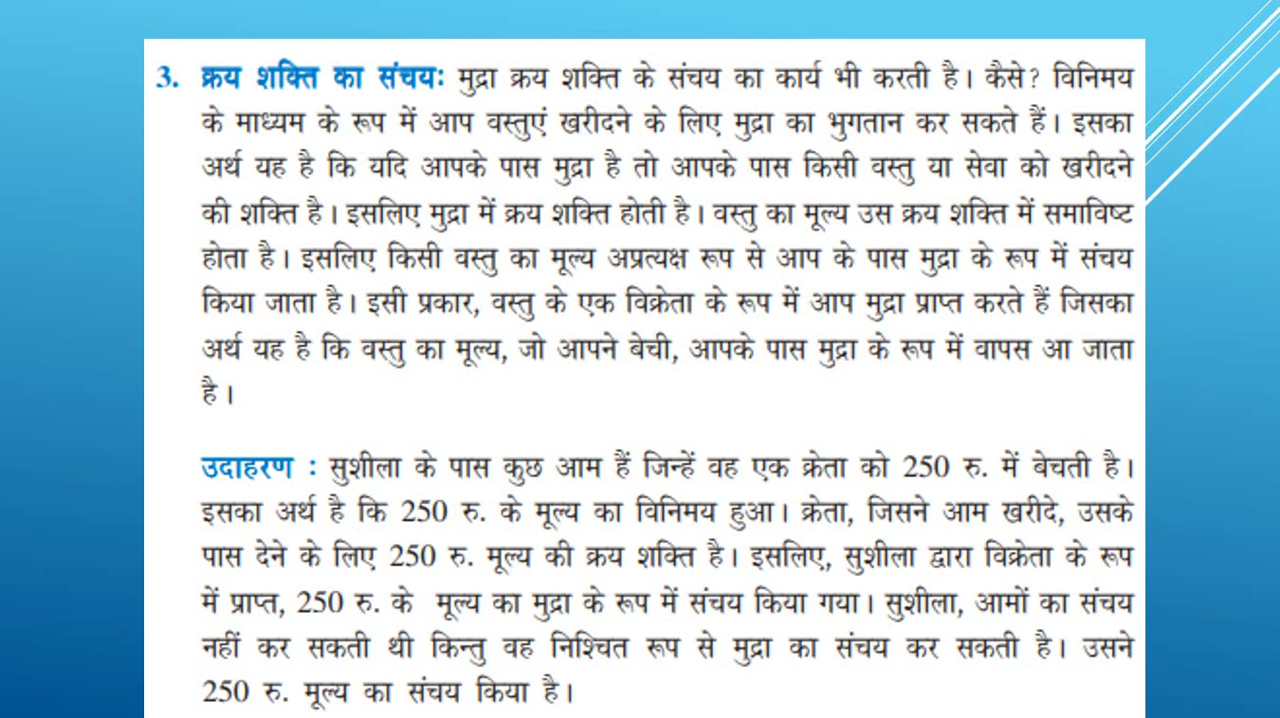 3. क्रय शक्ति का संचयः मुद्रा क्रय शक्ति के संचय का कार्य भी करती है। कैसे? विनिमय
के माध्यम के रूप में आप वस्तुएं खरीदने के लिए मुद्रा का भुगतान कर सकते हैं। इसका
अर्थ यह है कि यदि आपके पास मुद्रा है तो आपके पास किसी वस्तु या सेवा को खरीदने
की शक्ति है। इसलिए मुद्रा में क्रय शक्ति होती है। वस्तु का मूल्य उस क्रय शक्ति में समाविष्ट
होता है। इसलिए किसी वस्तु का मूल्य अप्रत्यक्ष रूप से आप के पास मुद्रा के रूप में संचय
किया जाता है। इसी प्रकार, वस्तु के एक विक्रेता के रूप में आप मुद्रा प्राप्त करते हैं जिसका
अर्थ यह है कि वस्तु का मूल्य, जो आपने बेची, आपके पास मुद्रा के रूप में वापस आ जाता
है।
उदाहरण : सुशीला के पास कुछ आम हैं जिन्हें वह एक क्रेता को 250 रु. में बेचती है।
इसका अर्थ है कि 250 रु. के मूल्य का विनिमय हुआ। क्रेता, जिसने आम खरीदे, उसके
पास देने के लिए 250 रु. मूल्य की क्रय शक्ति है। इसलिए, सुशीला द्वारा विक्रेता के रूप
में प्राप्त, 250 रु. के मूल्य का मुद्रा के रूप में संचय किया गया। सुशीला, आमों का संचय
नहीं कर सकती थी किन्तु वह निश्चित रूप से मुद्रा का संचय कर सकती है। उसने
250 रु. मूल्य का संचय किया है।